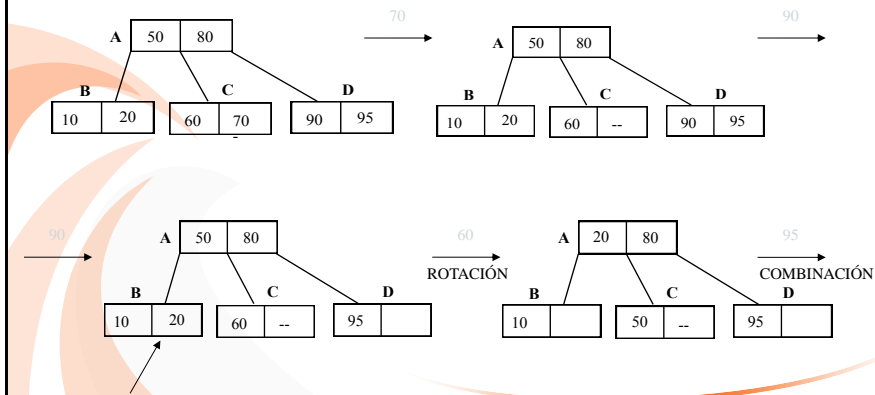 70
90
A 50 80
A 50 80
B C D
10 20 60 70 90 95
-
B C D
10 20 60 -- 90 95
90
A 50 80
60
ROTACIÓN
A 20 80
95
COMBINACIÓN
B C D
10 20 60 -- 95
B C D
10 50 -- 95